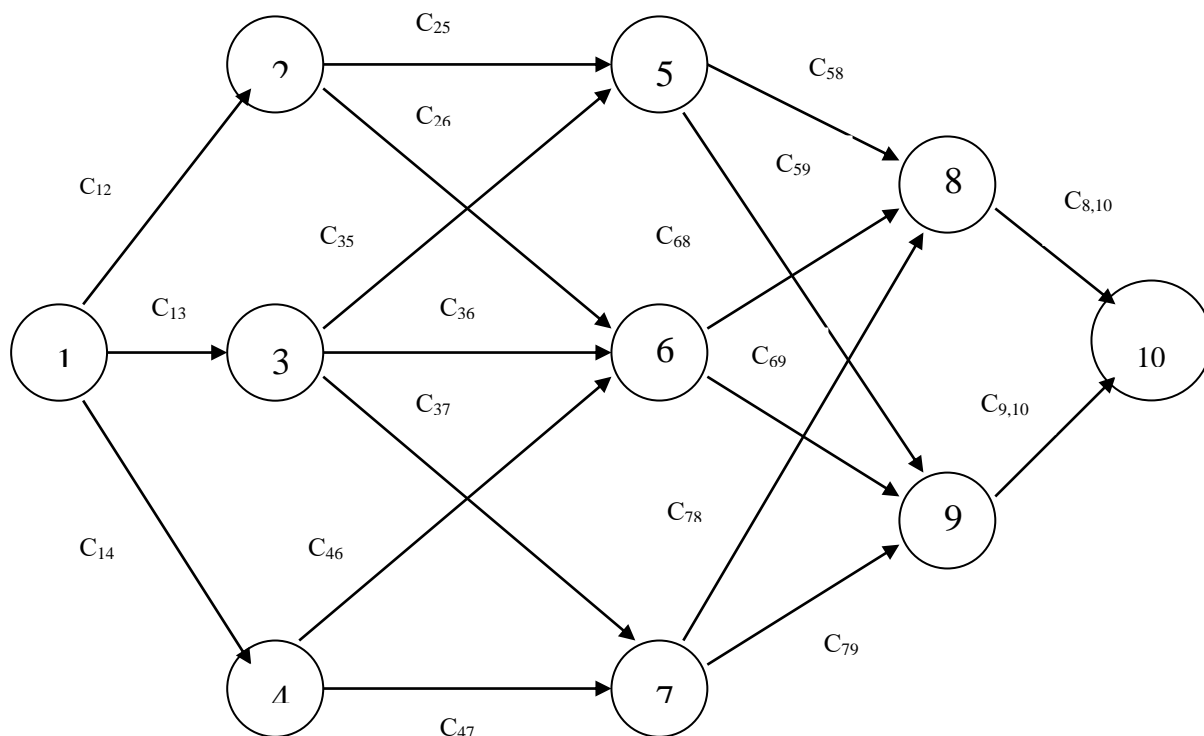 C₂₅
2
5
C₅₈
C₂₆
C₅₉
8
C₁₂
C₈,₁₀
C₃₅
C₆₈
C₁₃
C₃₆
1
3
6
10
C₆₉
C₃₇
C₉,₁₀
C₇₈
9
C₁₄
C₄₆
C₇₉
4
7
C₄₇